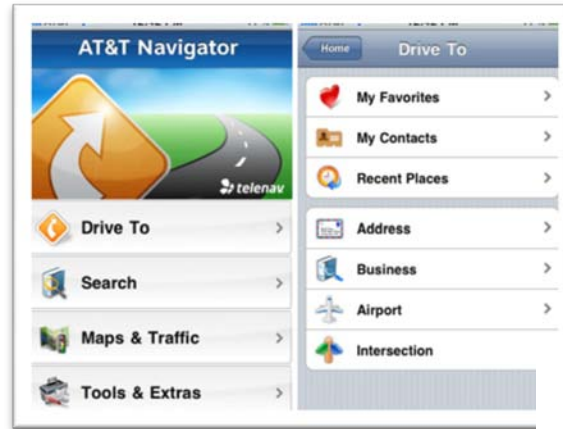 AT&T Navigator
telenav
Drive To
Search
Maps & Traffic
Tools & Extras
Home
Drive To
My Favorites
My Contacts
Recent Places
Address
Business
Airport
Intersection